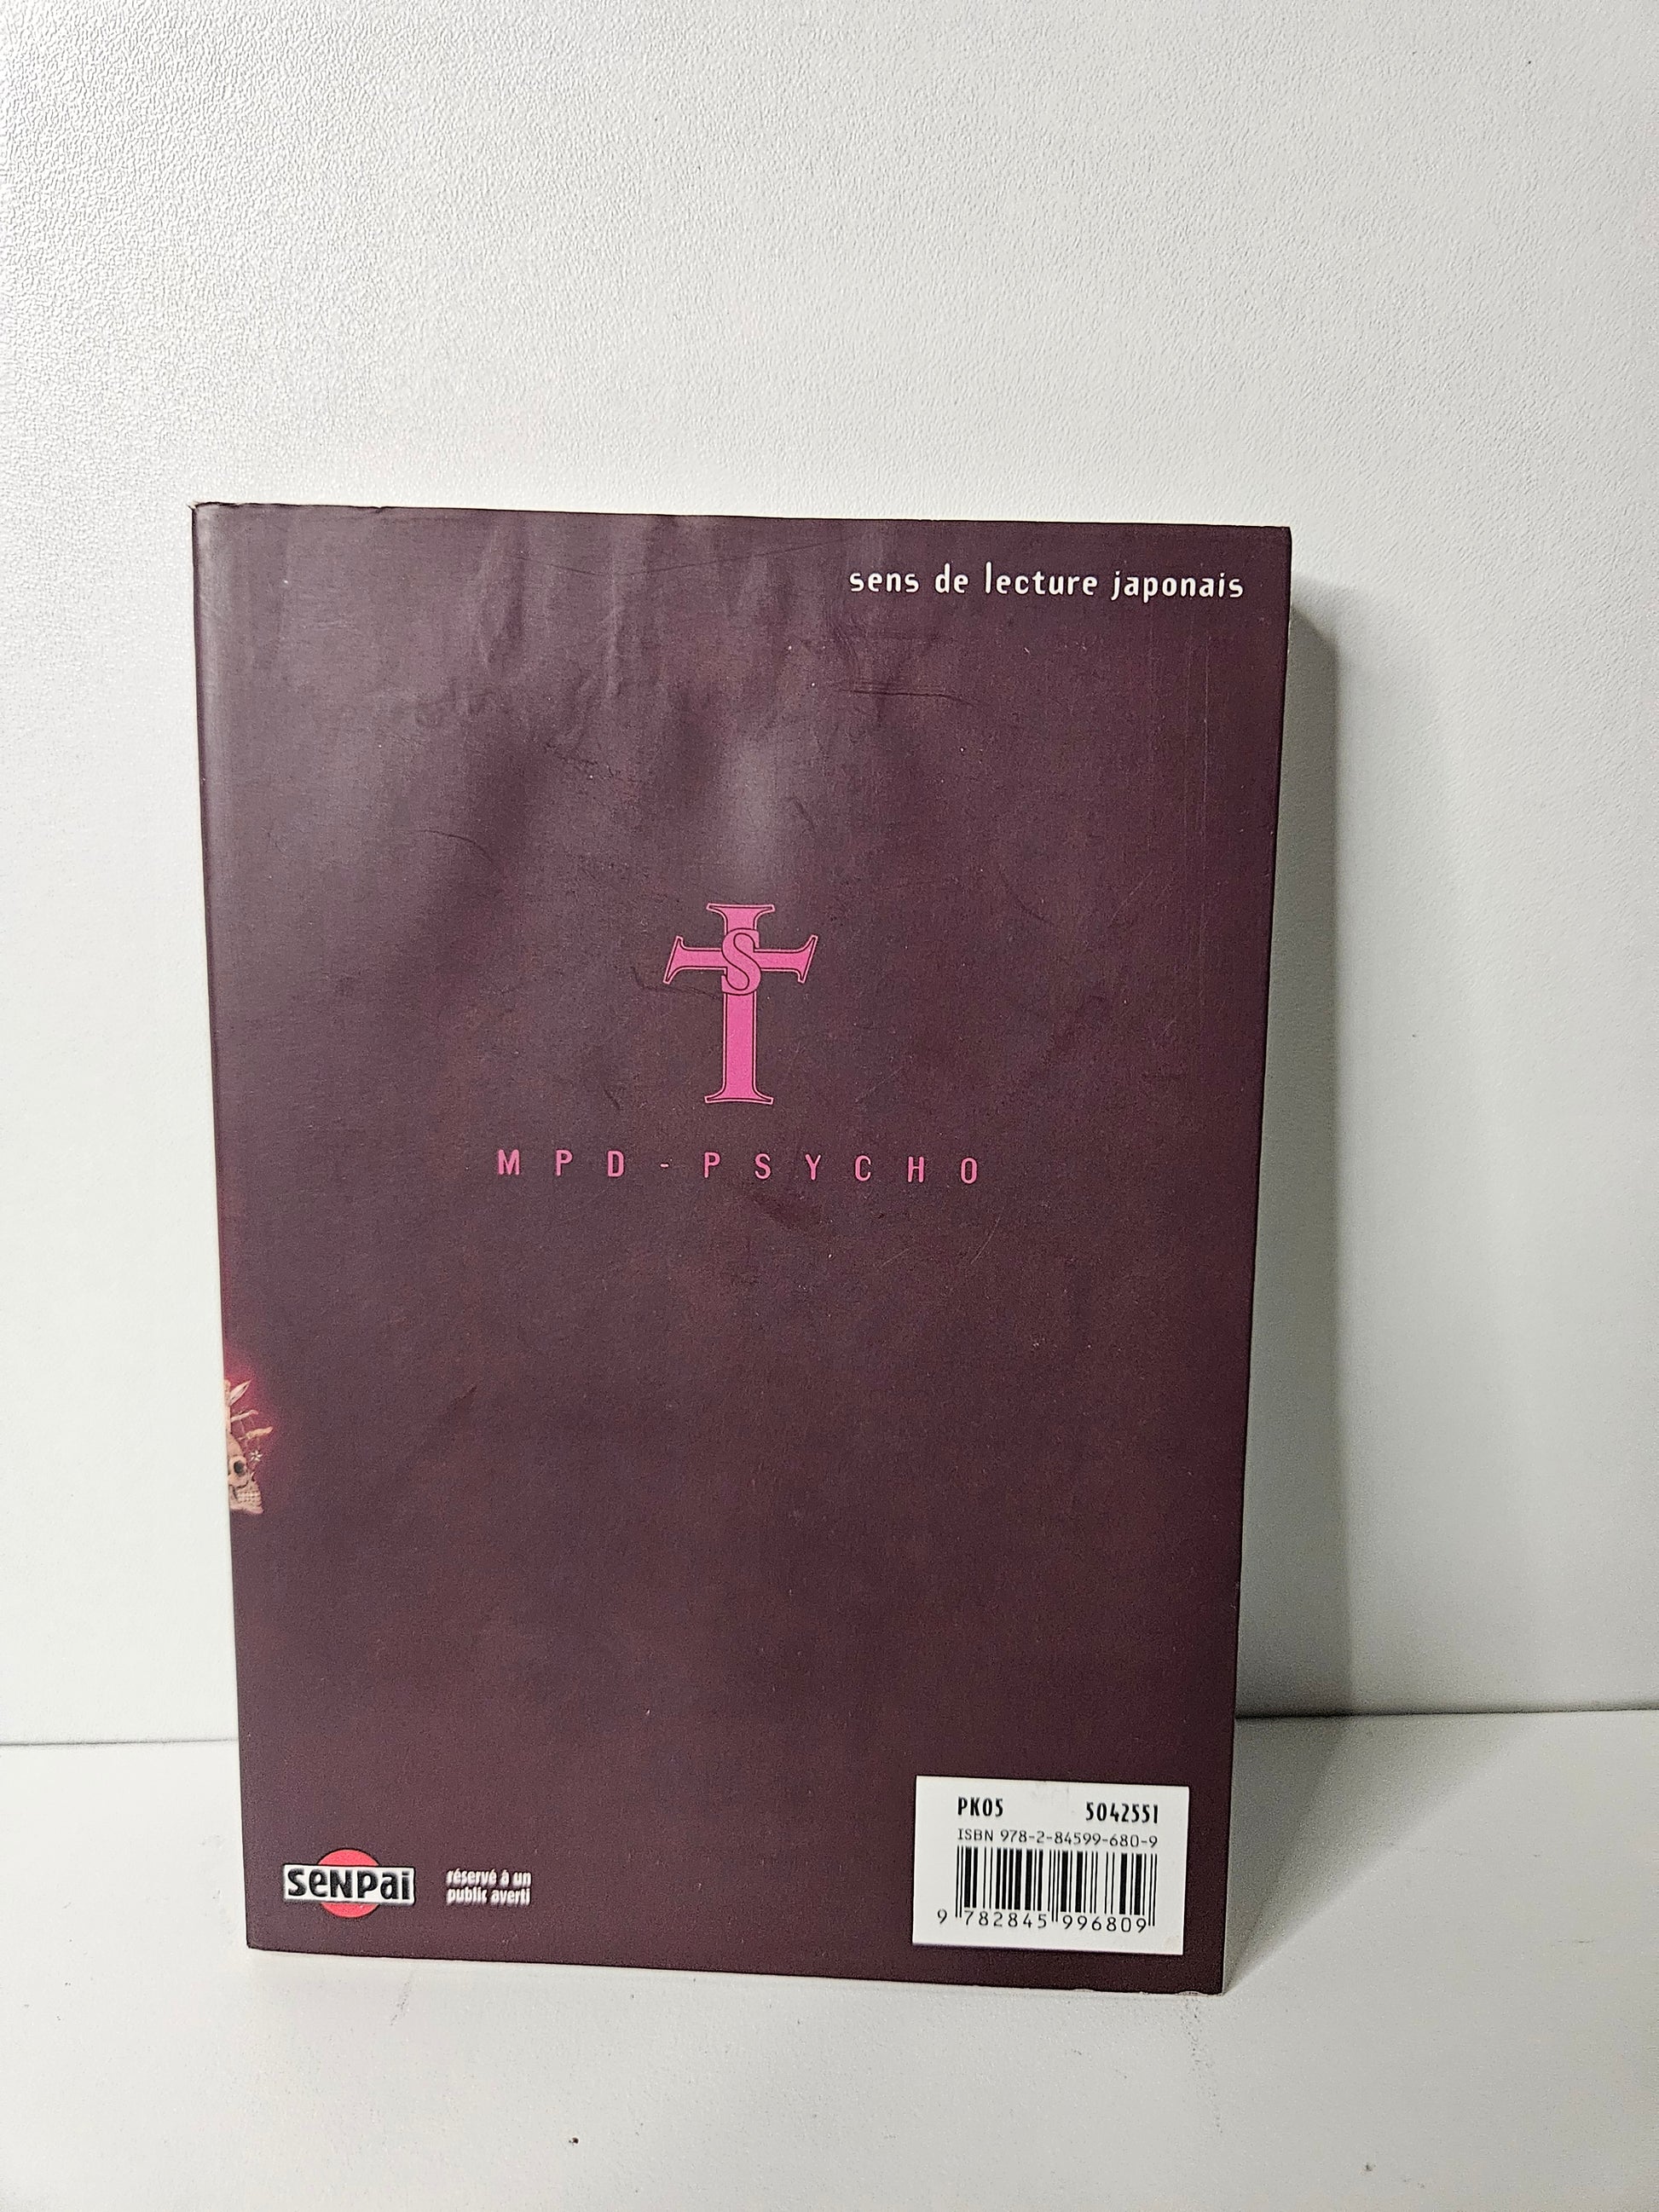 sens de lecture japonais
S
MPD-PSYCHO
PK05 5042551
ISBN 978-2-84599-680-9
9 782845 996809
SENPAI
réservé à un
public averti